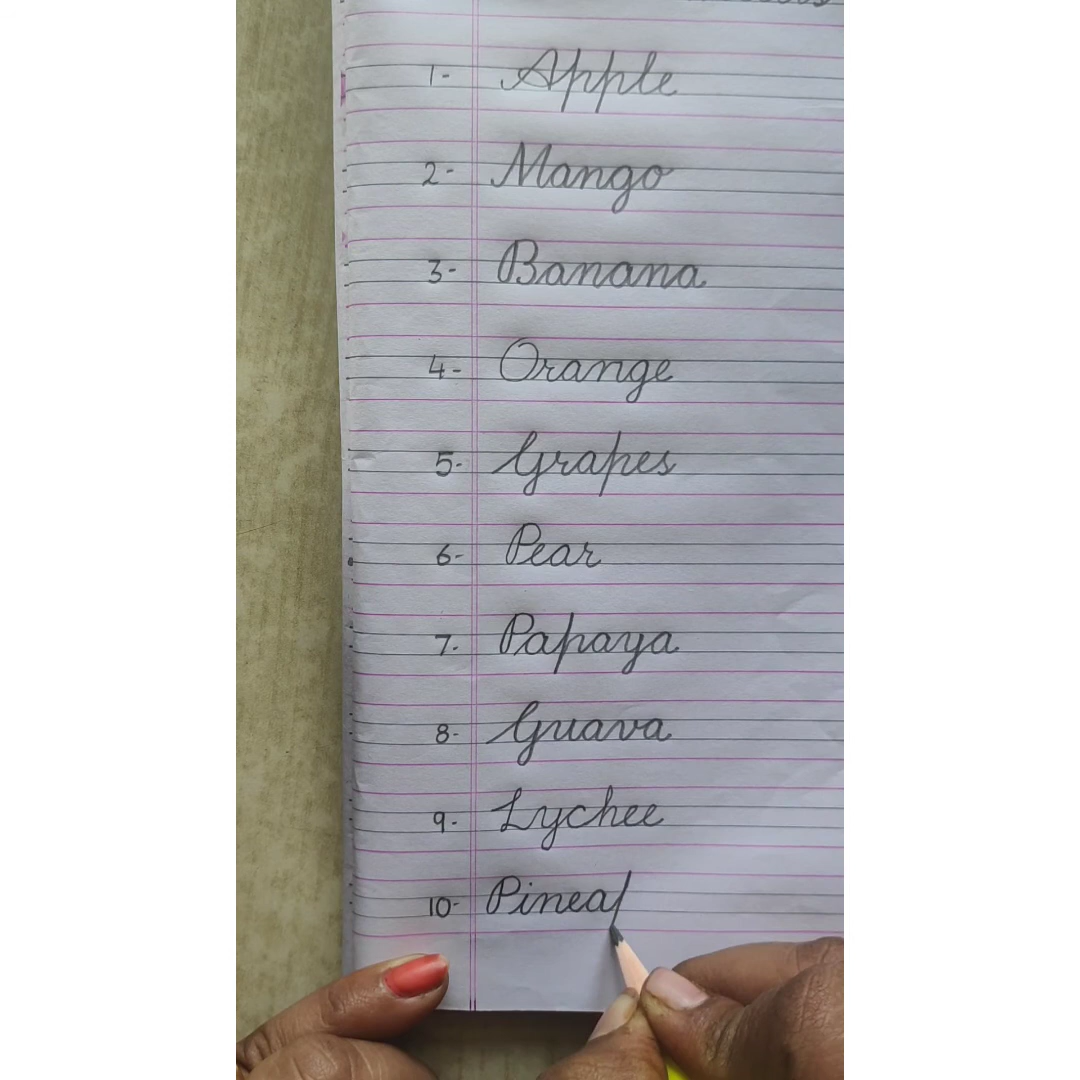 1- Apple
2- Mango
3- Banana
4- Orange
5- Grapes
6- Pear
7- Papaya
8- Guava
9- Lychee
10- Pineap